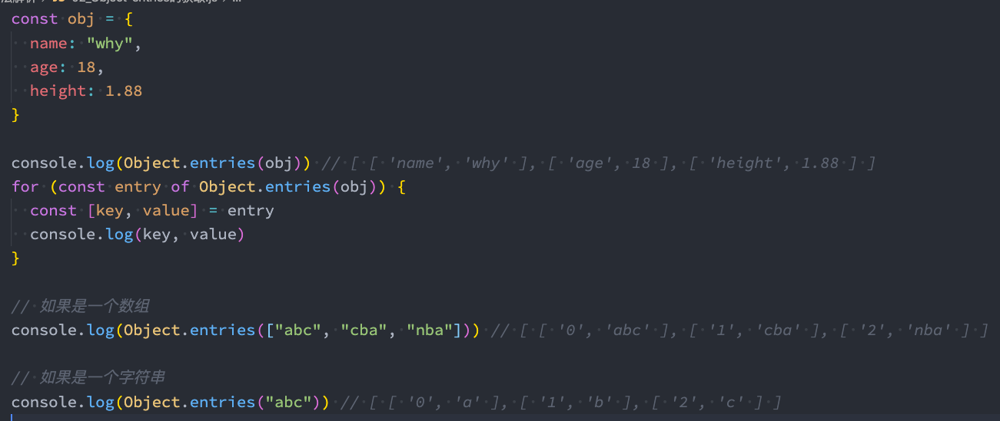 const obj = {
  name: "why",
  age: 18,
  height: 1.88
}

console.log(Object.entries(obj)) // [ [ 'name', 'why' ], [ 'age', 18 ], [ 'height', 1.88 ] ]
for (const entry of Object.entries(obj)) {
  const [key, value] = entry
  console.log(key, value)
}

// 如果是一个数组
console.log(Object.entries(["abc", "cba", "nba"])) // [ [ '0', 'abc' ], [ '1', 'cba' ], [ '2', 'nba' ] ]

// 如果是一个字符串
console.log(Object.entries("abc")) // [ [ '0', 'a' ], [ '1', 'b' ], [ '2', 'c' ] ]